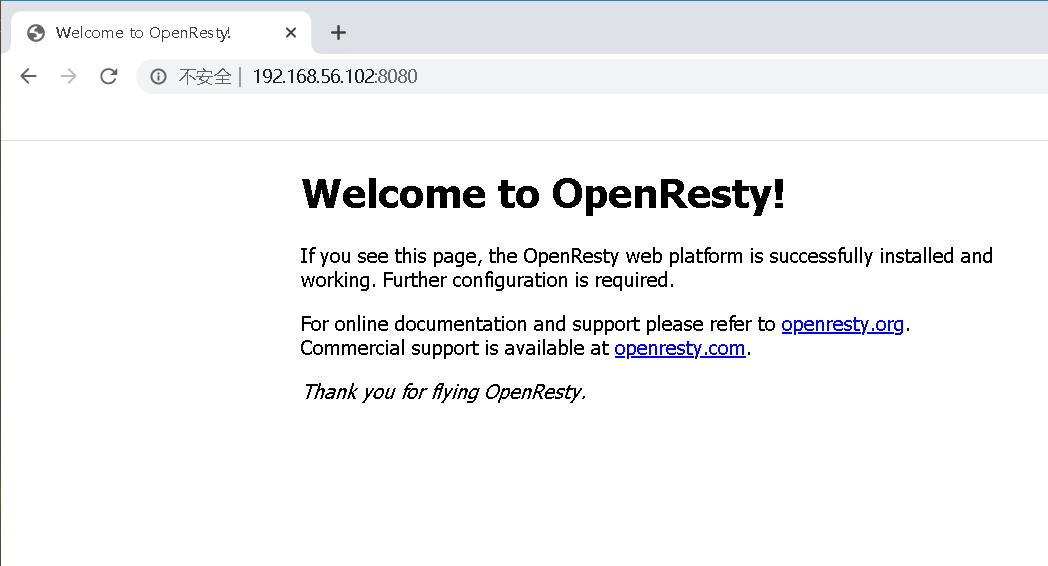 Welcome to OpenResty!
不安全 | 192.168.56.102:8080
Welcome to OpenResty!
If you see this page, the OpenResty web platform is successfully installed and
working. Further configuration is required.
For online documentation and support please refer to openresty.org.
Commercial support is available at openresty.com.
Thank you for flying OpenResty.